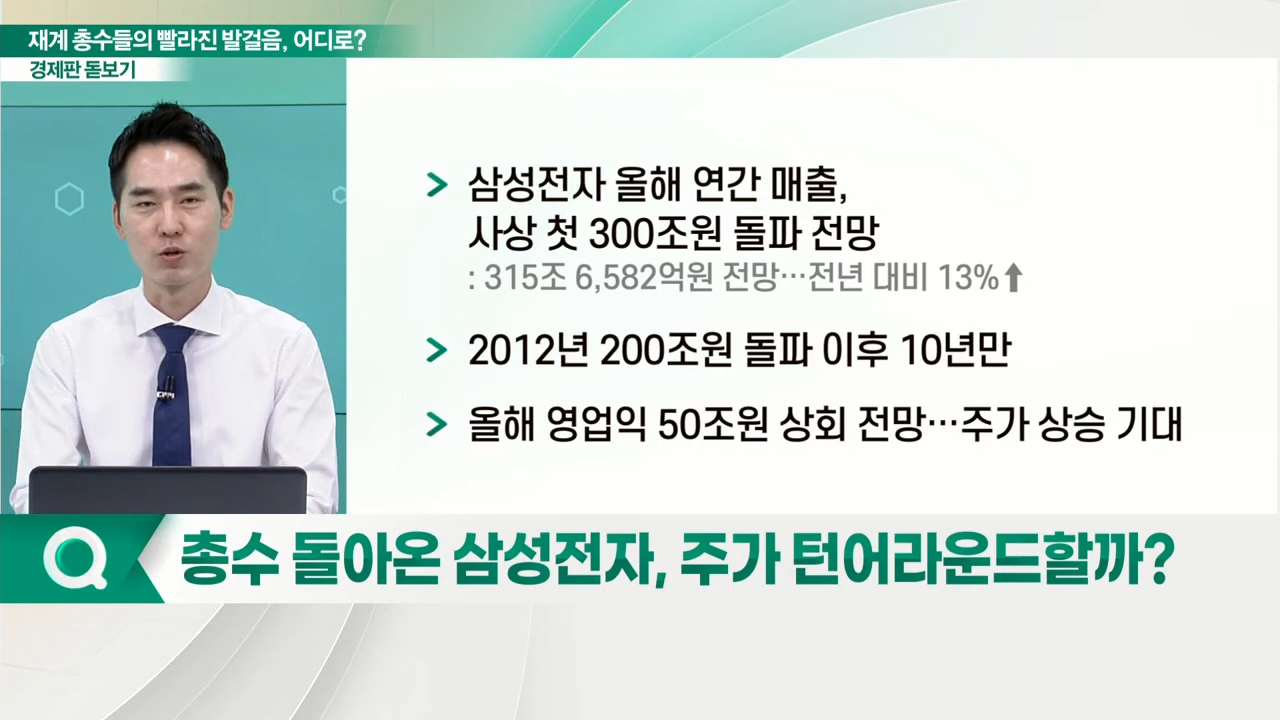 재계 총수들의 빨라진 발걸음, 어디로?
경제판 돋보기
> 삼성전자 올해 연간 매출,
사상 첫 300조원 돌파 전망
: 315조 6,582억원 전망…전년 대비 13%⬆
> 2012년 200조원 돌파 이후 10년만
> 올해 영업익 50조원 상회 전망…주가 상승 기대
총수 돌아온 삼성전자, 주가 턴어라운드할까?